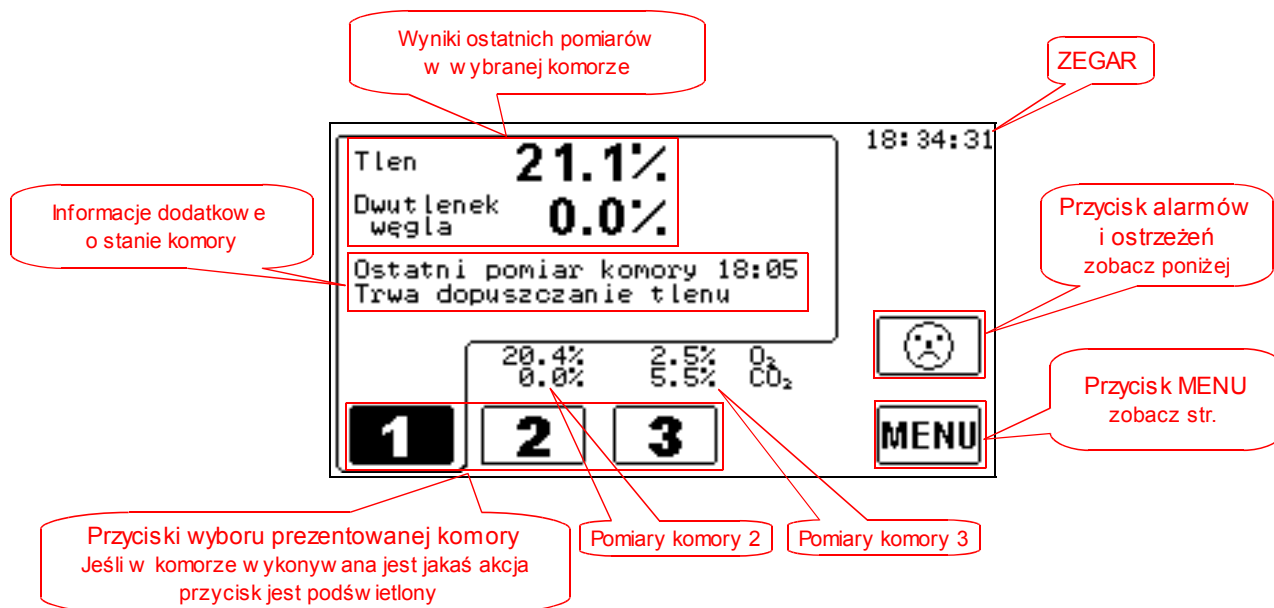 Wyniki ostatnich pomiarów
w wybranej komorze
ZEGAR
18:34:31
Tlen 21.1%
Dwutlenek
węgla 0.0%
Informacje dodatkowe
o stanie komory
Ostatni pomiar komory 18:05
Trwa dopuszczanie tlenu
Przycisk alarmów
i ostrzeżeń
zobacz poniżej
20.4% 2.5% O₂
0.0% 5.5% CO₂
Przycisk MENU
zobacz str.
1 2 3 MENU
Przyciski wyboru prezentowanej komory
Jeśli w komorze wykonywana jest jakaś akcja
przycisk jest podświetlony
Pomiary komory 2
Pomiary komory 3